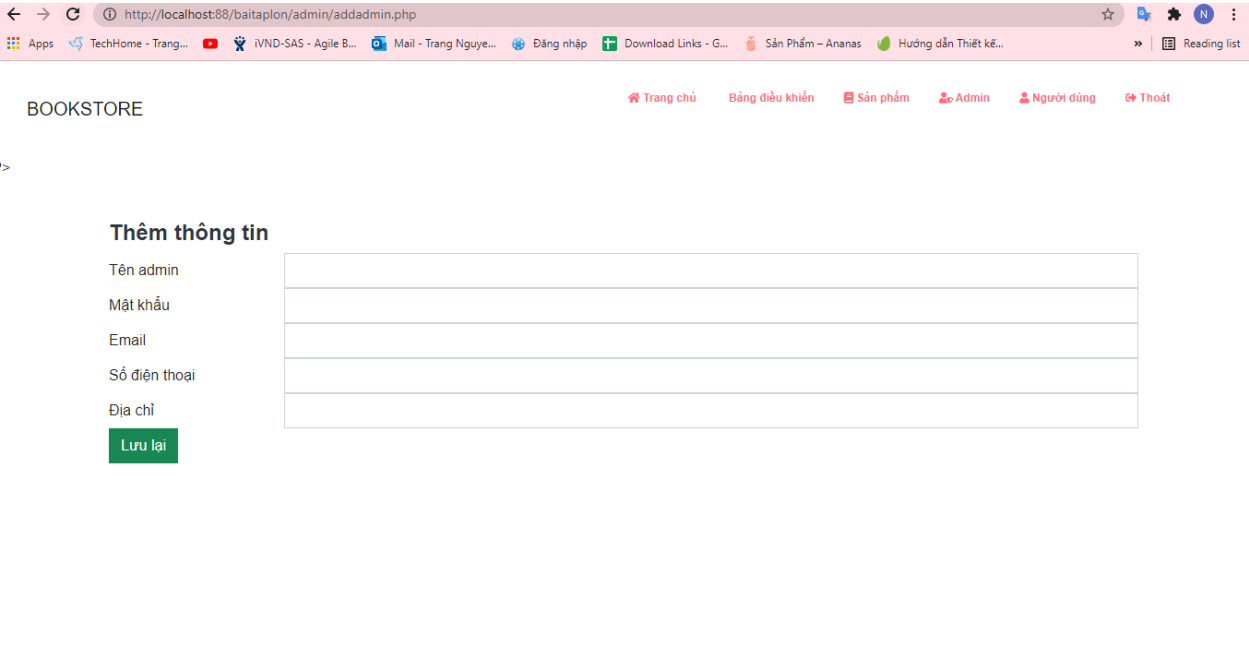 http://localhost:88/baitaplon/admin/addadmin.php
N
Apps TechHome - Trang... iVND-SAS - Agile B... Mail - Trang Nguye... Đăng nhập Download Links - G... Sản Phẩm – Ananas Hướng dẫn Thiết kế... » Reading list
BOOKSTORE
Trang chủ Bảng điều khiển Sản phẩm Admin Người dùng Thoát
?>
Thêm thông tin
Tên admin
Mật khẩu
Email
Số điện thoại
Địa chỉ
Lưu lại